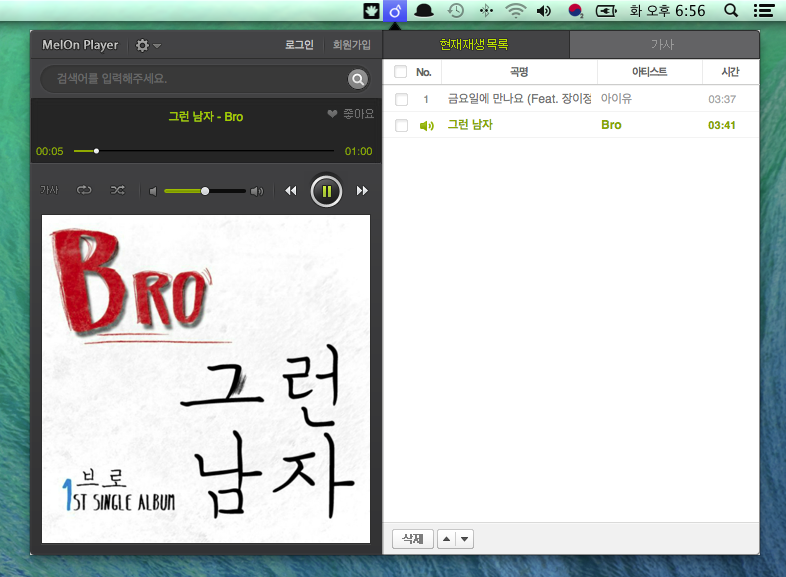 화 오후 6:56
MelOn Player
로그인
회원가입
현재재생목록
가사
검색어를 입력해주세요.
No.
곡명
아티스트
시간
그런 남자 - Bro
좋아요
1
금요일에 만나요 (Feat. 장이정
아이유
03:37
그런 남자
Bro
03:41
00:05
01:00
가사
BRO
그런
남자
브로
1ST SINGLE ALBUM
삭제